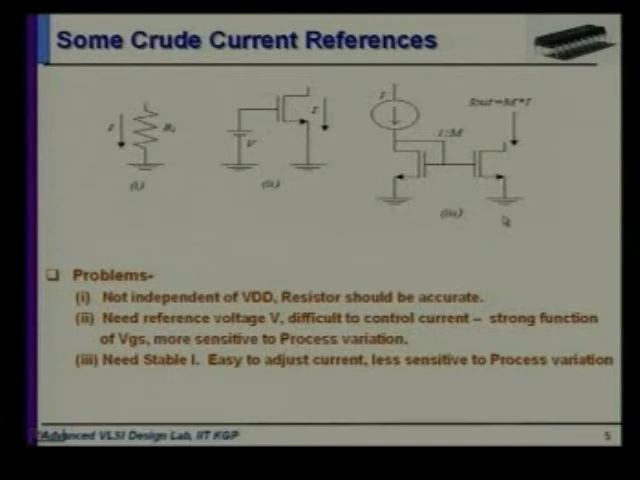 Some Crude Current References
I
R₁
(i)
V
I
(ii)
I
1:M
Iout=M*I
(iii)
❑ Problems-
(i) Not independent of VDD, Resistor should be accurate.
(ii) Need reference voltage V, difficult to control current – strong function
of Vgs, more sensitive to Process variation.
(iii) Need Stable I. Easy to adjust current, less sensitive to Process variation
Advanced VLSI Design Lab, IIT KGP
5